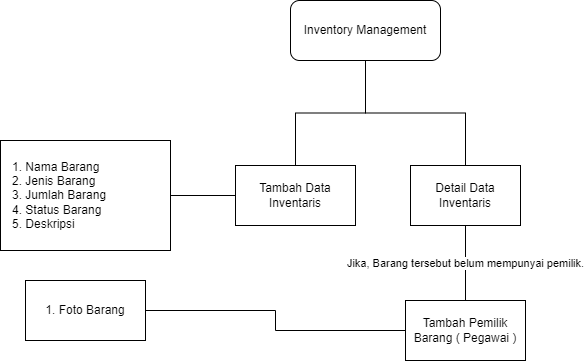 Inventory Management
1. Nama Barang
2. Jenis Barang
3. Jumlah Barang
4. Status Barang
5. Deskripsi
Tambah Data
Inventaris
Detail Data
Inventaris
Jika, Barang tersebut belum mempunyai pemilik.
1. Foto Barang
Tambah Pemilik
Barang ( Pegawai )